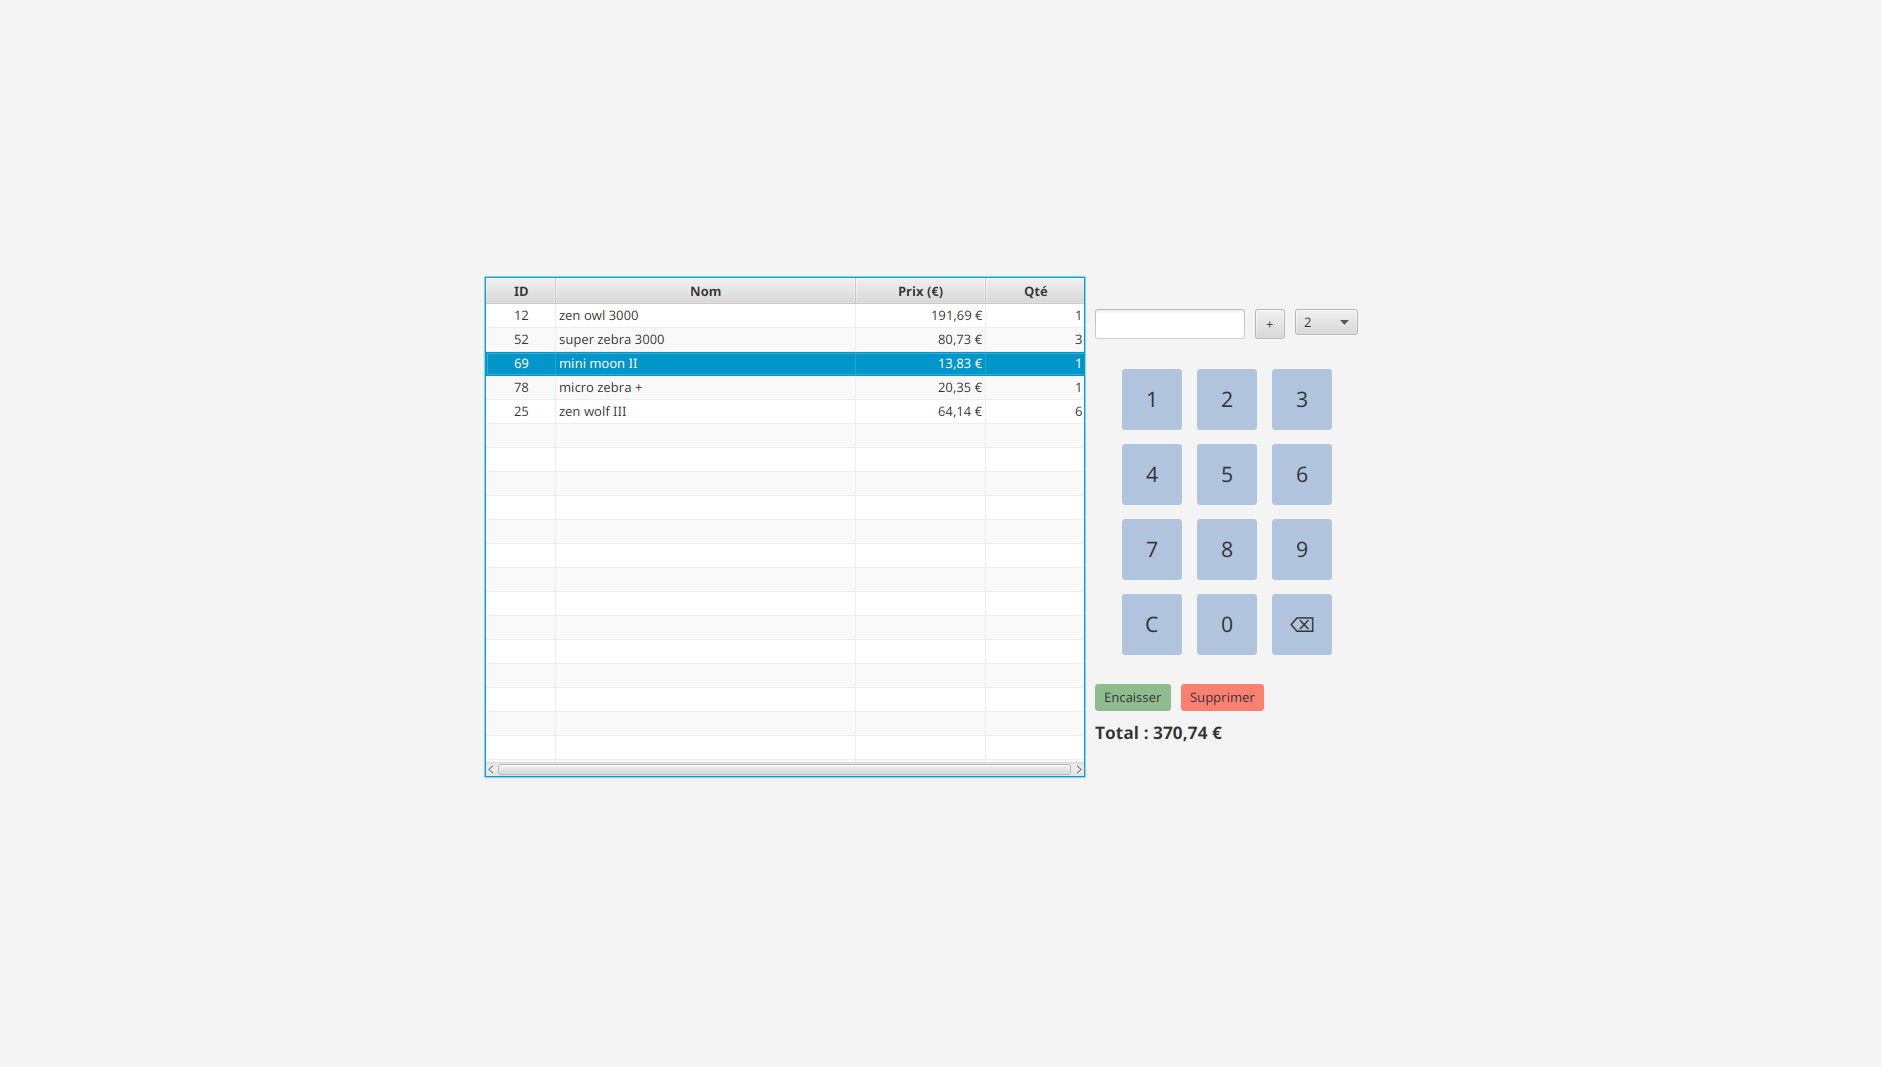 ID Nom Prix (€) Qté
12 zen owl 3000 191,69 € 1
52 super zebra 3000 80,73 € 3
69 mini moon II 13,83 € 1
78 micro zebra + 20,35 € 1
25 zen wolf III 64,14 € 6
+ 2
1 2 3
4 5 6
7 8 9
C 0 ⌫
Encaisser Supprimer
Total : 370,74 €